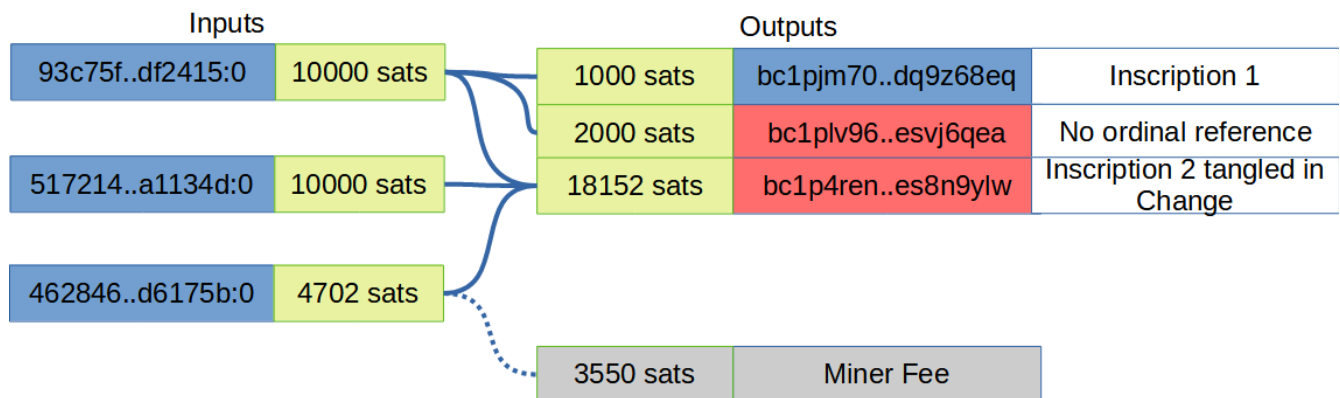 Inputs
Outputs
93c75f..df2415:0 10000 sats
1000 sats bc1pjm70..dq9z68eq Inscription 1
2000 sats bc1plv96..esvj6qea No ordinal reference
517214..a1134d:0 10000 sats
18152 sats bc1p4ren..es8n9ylw Inscription 2 tangled in
Change
462846..d6175b:0 4702 sats
3550 sats Miner Fee